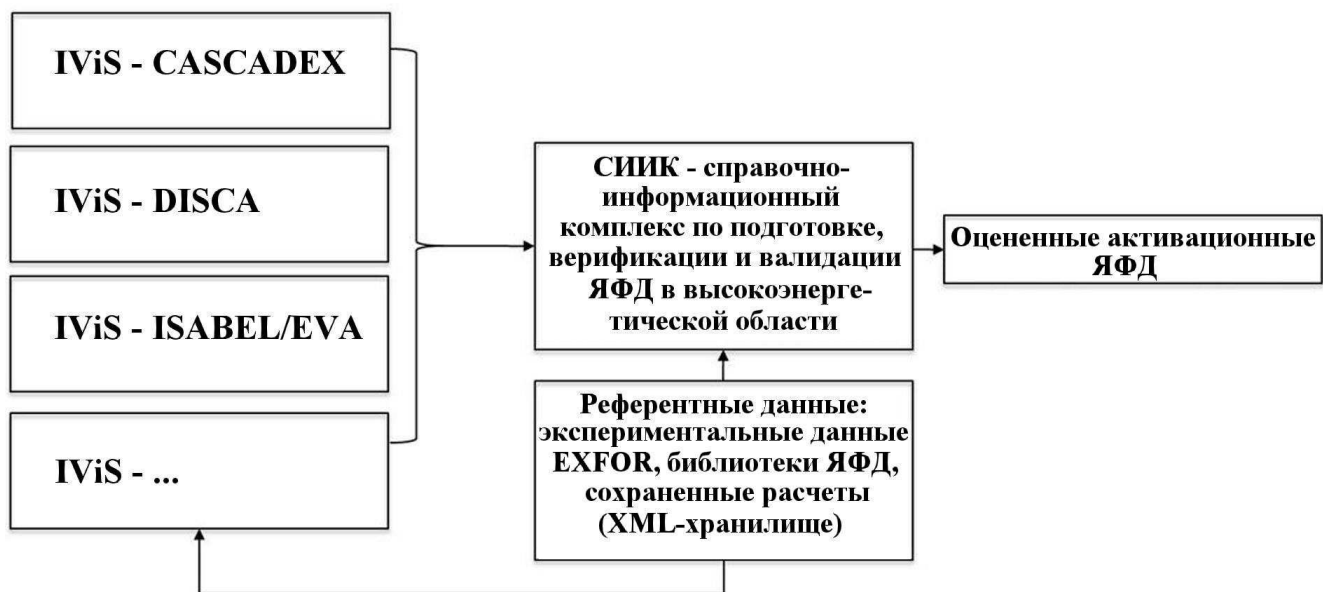 IViS - CASCADEX
IViS - DISCA
IViS - ISABEL/EVA
IViS - ...
СИИК - справочно-
информационный
комплекс по подготовке,
верификации и валидации
ЯФД в высокоэнерге-
тической области
Референтные данные:
экспериментальные данные
EXFOR, библиотеки ЯФД,
сохраненные расчеты
(XML-хранилище)
Оцененные активационные
ЯФД